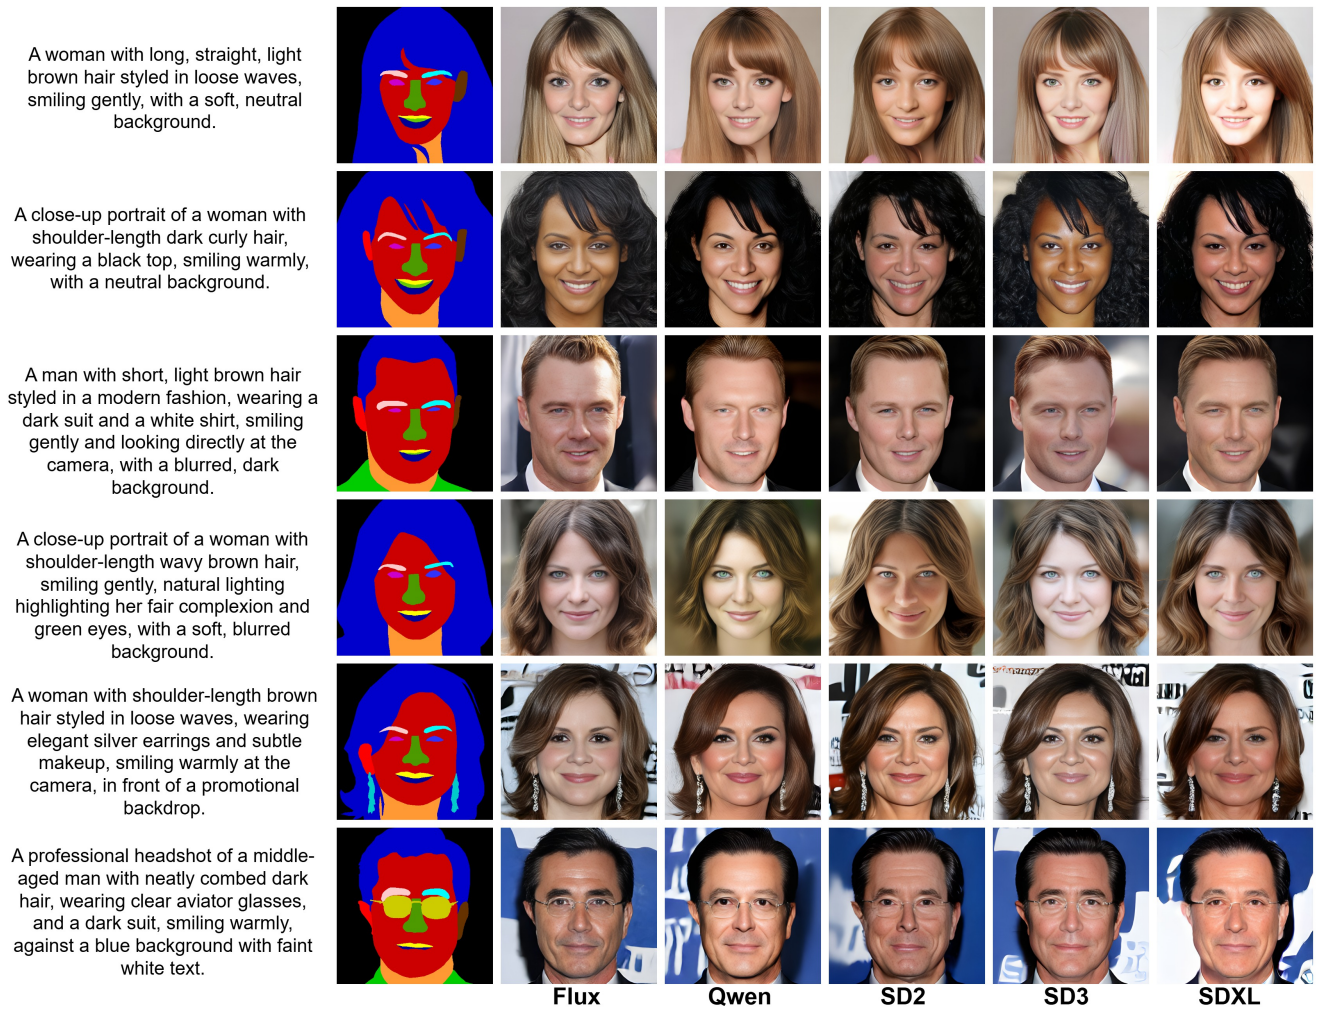 A woman with long, straight, light
brown hair styled in loose waves,
smiling gently, with a soft, neutral
background.
A close-up portrait of a woman with
shoulder-length dark curly hair,
wearing a black top, smiling warmly,
with a neutral background.
A man with short, light brown hair
styled in a modern fashion, wearing a
dark suit and a white shirt, smiling
gently and looking directly at the
camera, with a blurred, dark
background.
A close-up portrait of a woman with
shoulder-length wavy brown hair,
smiling gently, natural lighting
highlighting her fair complexion and
green eyes, with a soft, blurred
background.
A woman with shoulder-length brown
hair styled in loose waves, wearing
elegant silver earrings and subtle
makeup, smiling warmly at the
camera, in front of a promotional
backdrop.
A professional headshot of a middle-
aged man with neatly combed dark
hair, wearing clear aviator glasses,
and a dark suit, smiling warmly,
against a blue background with faint
white text.
Flux Qwen SD2 SD3 SDXL